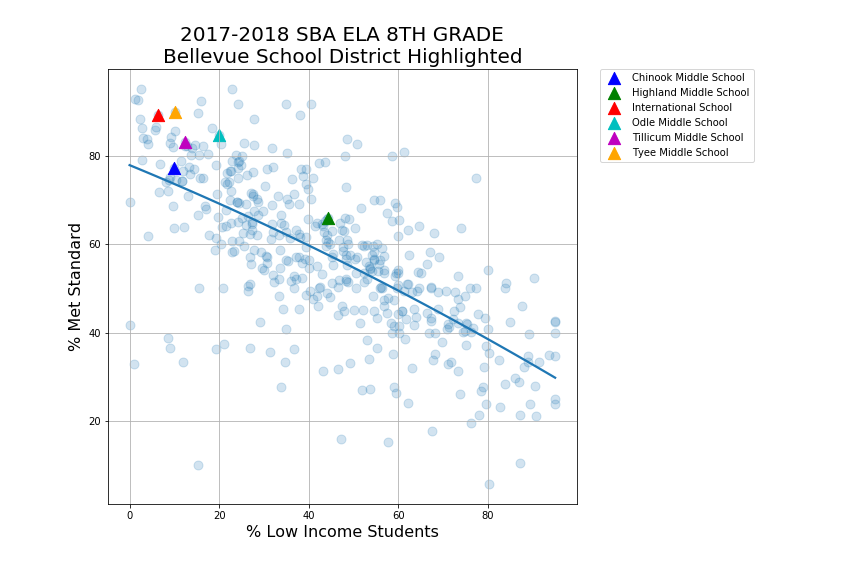 2017-2018 SBA ELA 8TH GRADE
Bellevue School District Highlighted
Chinook Middle School
Highland Middle School
International School
Odle Middle School
Tillicum Middle School
Tyee Middle School
% Met Standard
80
60
40
20
0 20 40 60 80
% Low Income Students